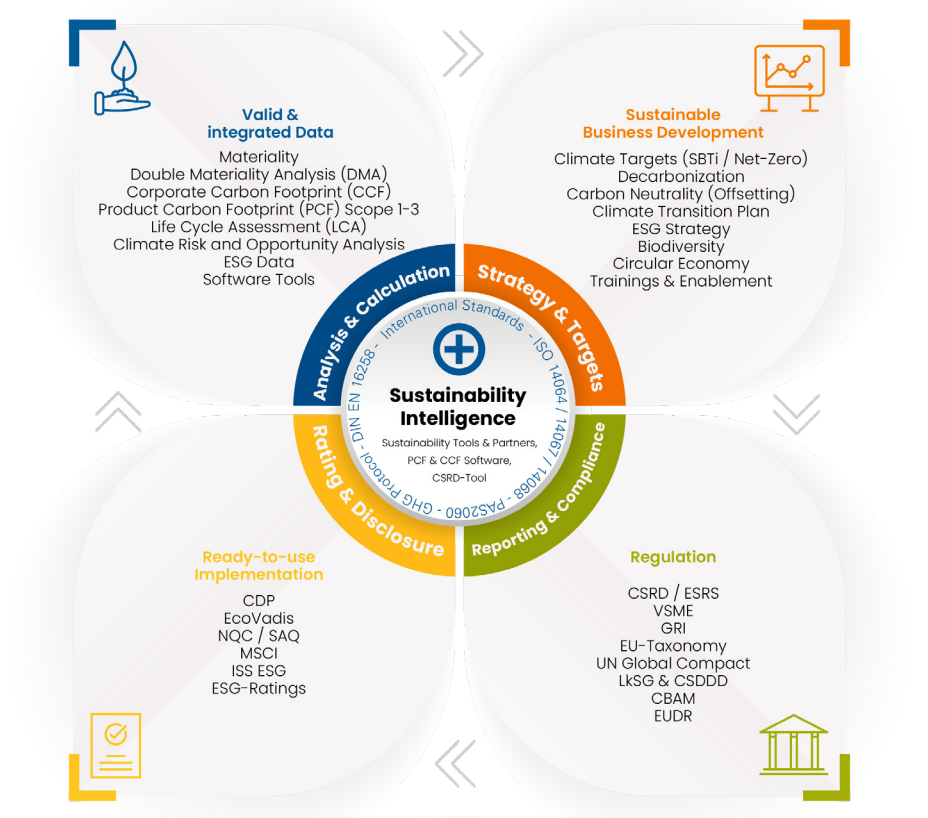 Valid &
integrated Data
Materiality
Double Materiality Analysis (DMA)
Corporate Carbon Footprint (CCF)
Product Carbon Footprint (PCF) Scope 1-3
Life Cycle Assessment (LCA)
Climate Risk and Opportunity Analysis
ESG Data
Software Tools
Sustainable
Business Development
Climate Targets (SBTi / Net-Zero)
Decarbonization
Carbon Neutrality (Offsetting)
Climate Transition Plan
ESG Strategy
Biodiversity
Circular Economy
Trainings & Enablement
Analysis & Calculation
Strategy & Targets
International Standards - ISO 14064 / 14067 / 14068 - PAS2060 - GHG Protocol - DIN EN 16258 -
Sustainability
Intelligence
Sustainability Tools & Partners,
PCF & CCF Software,
CSRD-Tool
Rating & Disclosure
Reporting & Compliance
Ready-to-use
Implementation
CDP
EcoVadis
NQC / SAQ
MSCI
ISS ESG
ESG-Ratings
Regulation
CSRD / ESRS
VSME
GRI
EU-Taxonomy
UN Global Compact
LkSG & CSDDD
CBAM
EUDR